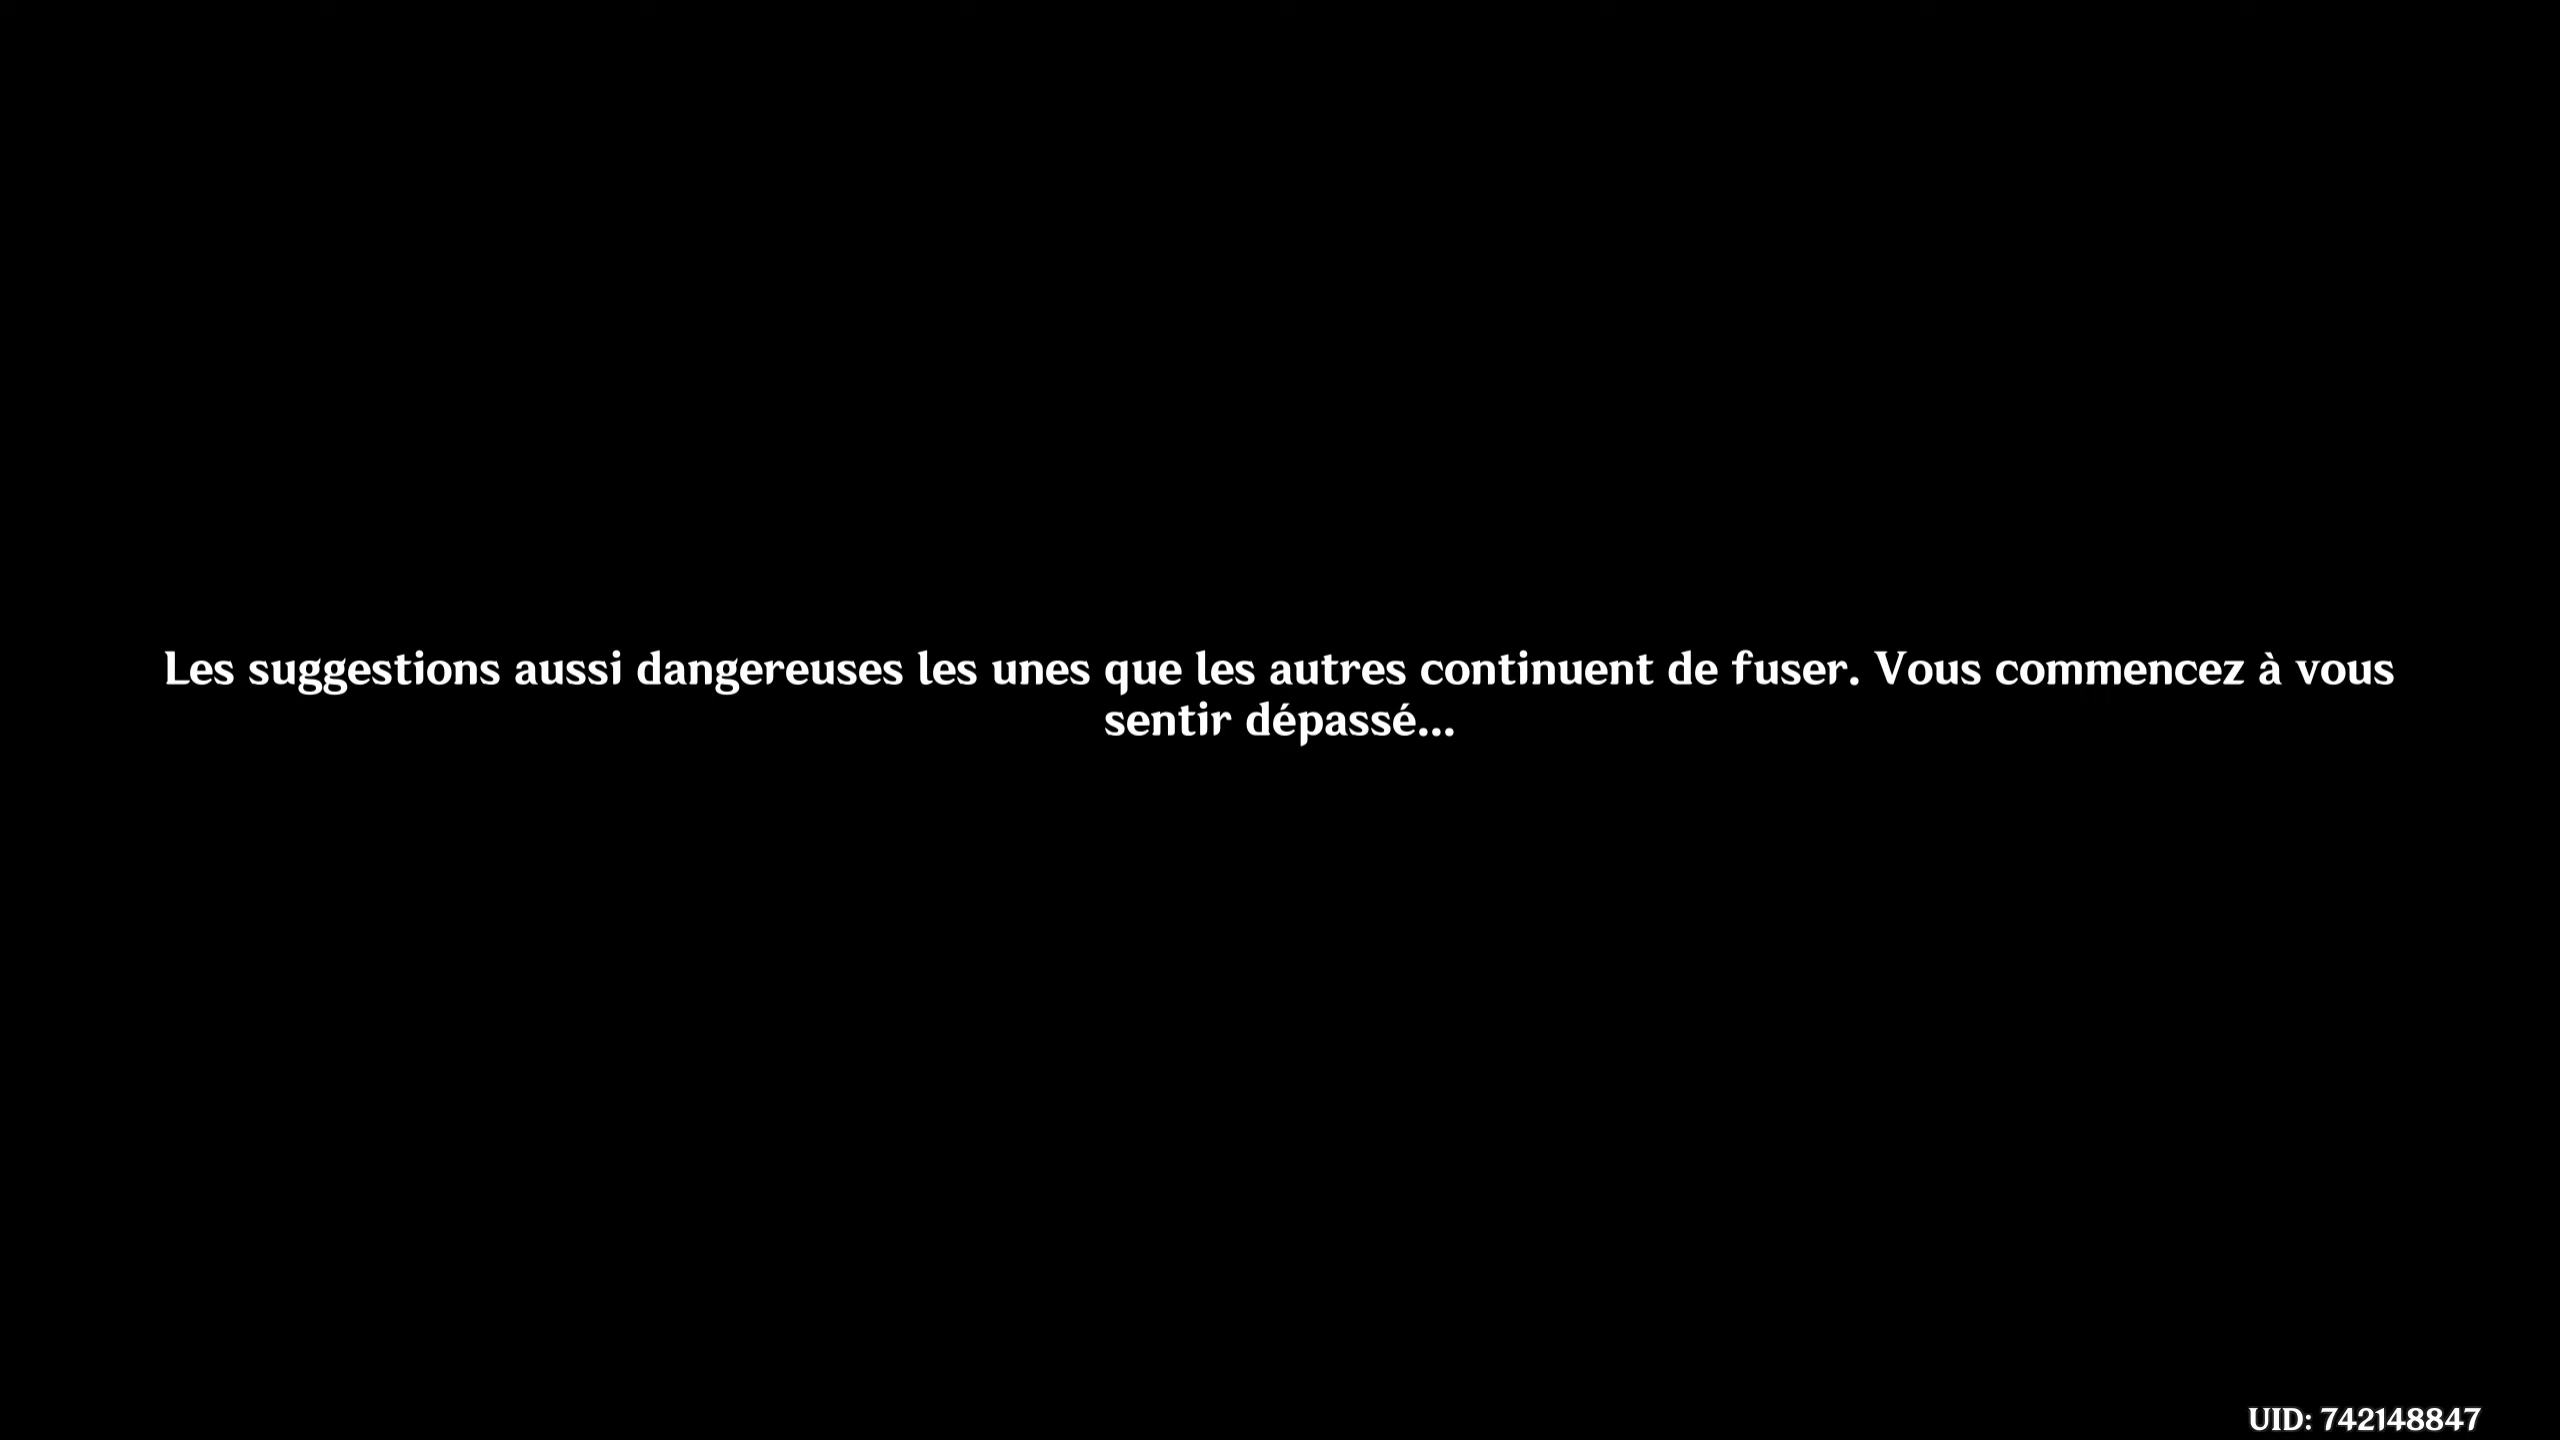 Les suggestions aussi dangereuses les unes que les autres continuent de fuser. Vous commencez à vous
sentir dépassé...
UID: 742148847